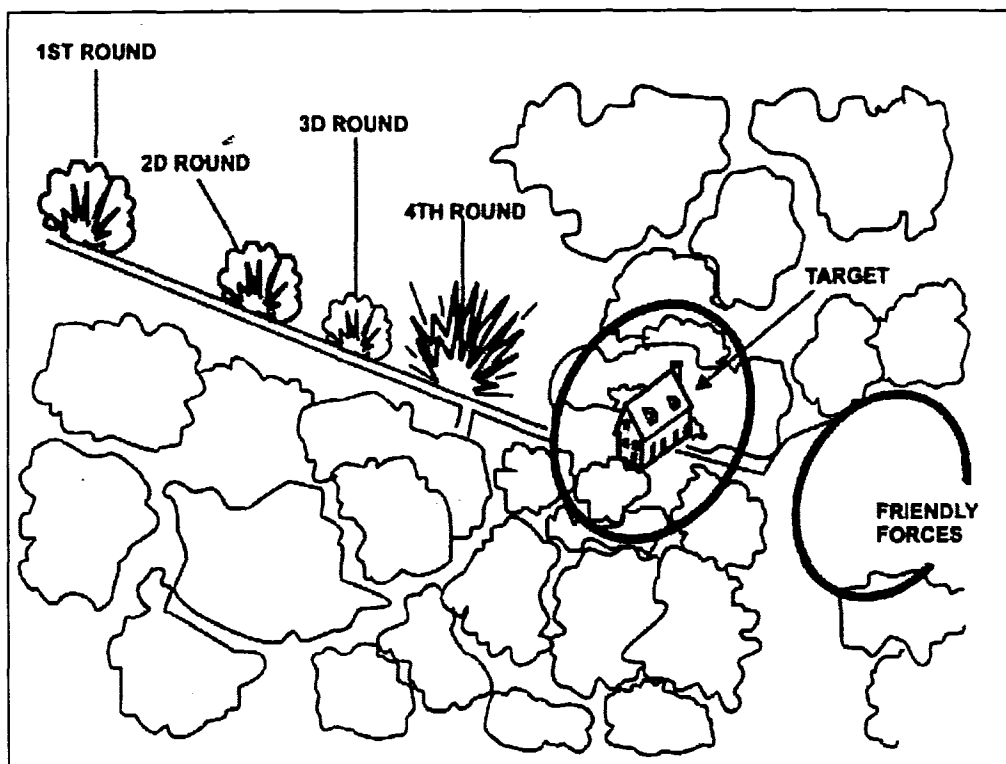 1ST ROUND
2D ROUND
3D ROUND
4TH ROUND
TARGET
FRIENDLY
FORCES